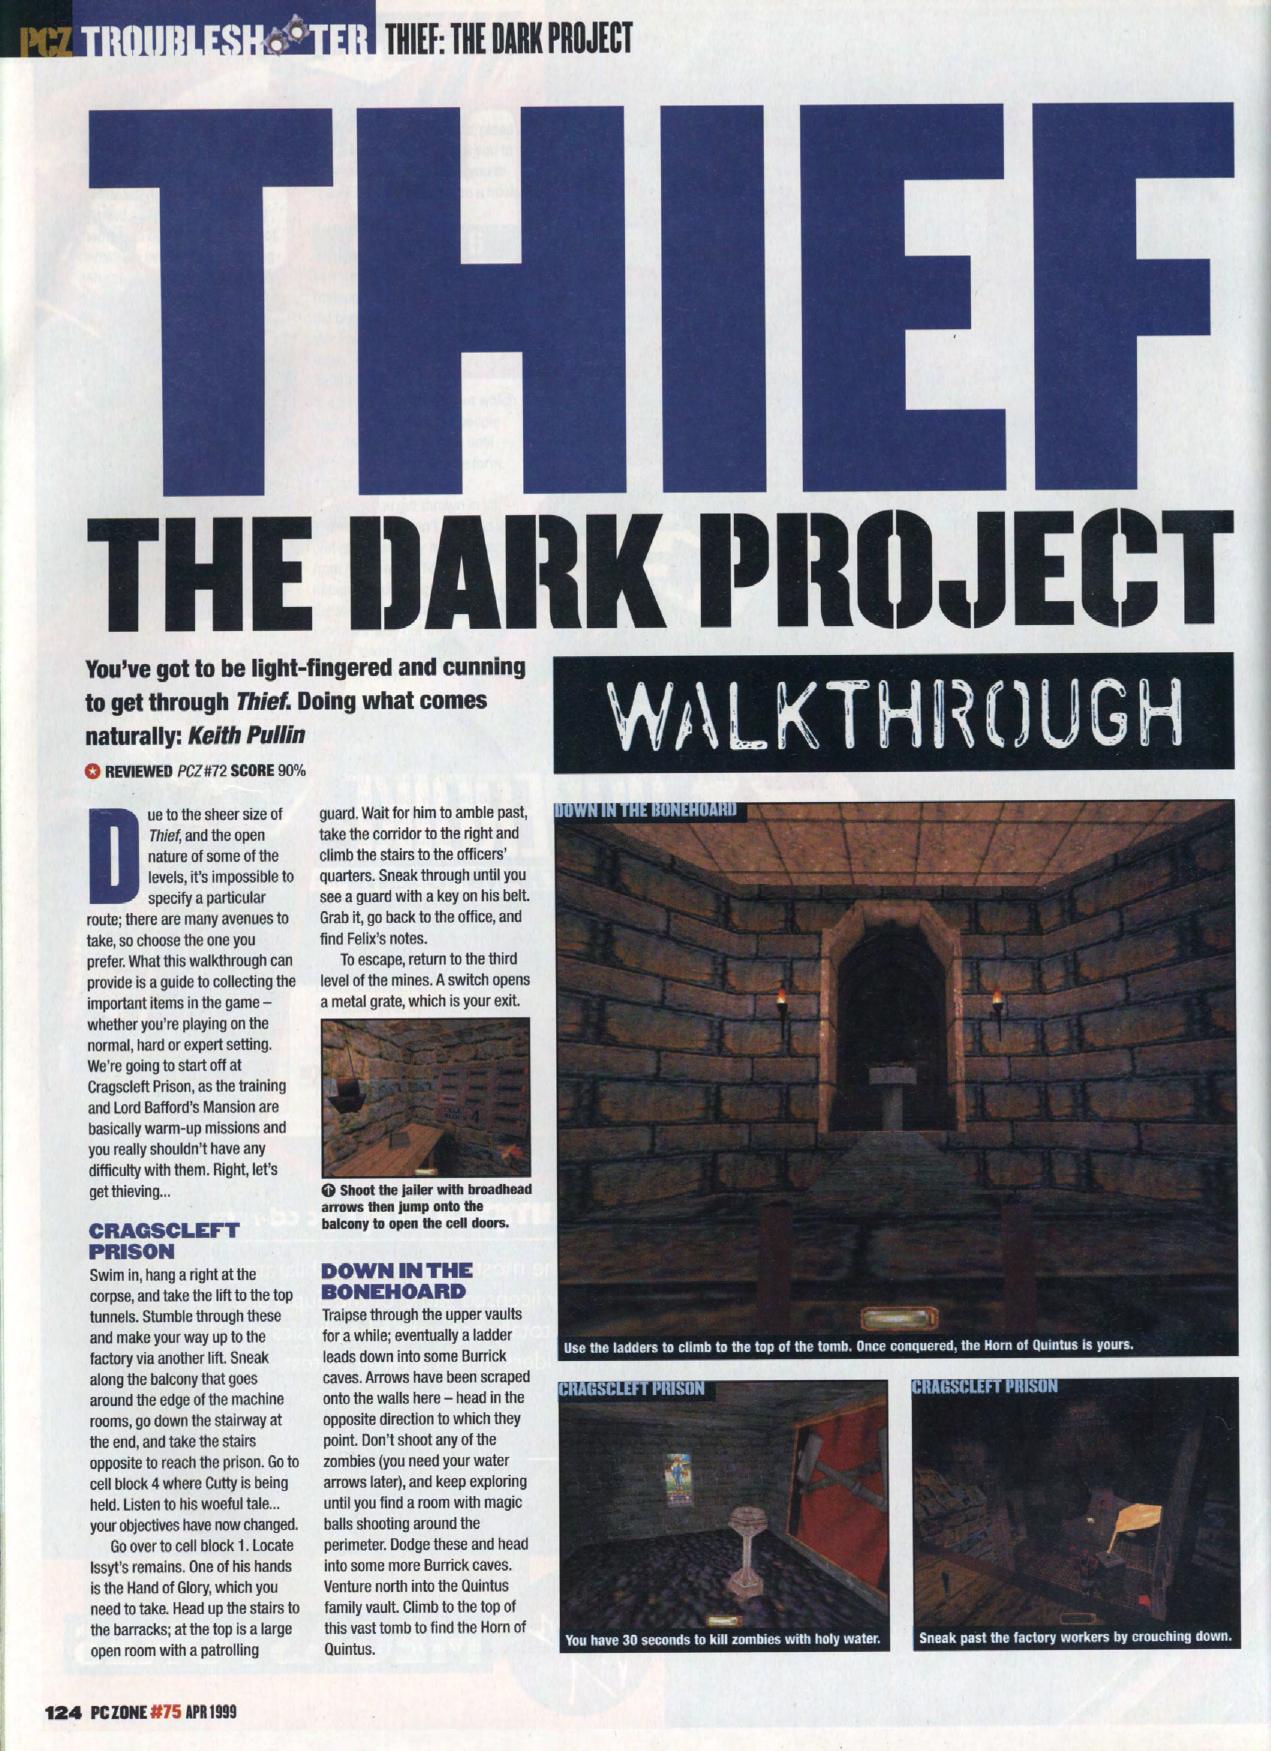 PCZ TROUBLESHOOTER THIEF: THE DARK PROJECT
THIEF
THE DARK PROJECT
You've got to be light-fingered and cunning
to get through Thief. Doing what comes
naturally: Keith Pullin
REVIEWED PCZ #72 SCORE 90%
WALKTHROUGH
Due to the sheer size of
Thief, and the open
nature of some of the
levels, it's impossible to
specify a particular
route; there are many avenues to
take, so choose the one you
prefer. What this walkthrough can
provide is a guide to collecting the
important items in the game –
whether you're playing on the
normal, hard or expert setting.
We're going to start off at
Cragscleft Prison, as the training
and Lord Bafford's Mansion are
basically warm-up missions and
you really shouldn't have any
difficulty with them. Right, let's
get thieving...
CRAGSCLEFT
PRISON
Swim in, hang a right at the
corpse, and take the lift to the top
tunnels. Stumble through these
and make your way up to the
factory via another lift. Sneak
along the balcony that goes
around the edge of the machine
rooms, go down the stairway at
the end, and take the stairs
opposite to reach the prison. Go to
cell block 4 where Cutty is being
held. Listen to his woeful tale...
your objectives have now changed.
Go over to cell block 1. Locate
Issyt's remains. One of his hands
is the Hand of Glory, which you
need to take. Head up the stairs to
the barracks; at the top is a large
open room with a patrolling
guard. Wait for him to amble past,
take the corridor to the right and
climb the stairs to the officers'
quarters. Sneak through until you
see a guard with a key on his belt.
Grab it, go back to the office, and
find Felix's notes.
To escape, return to the third
level of the mines. A switch opens
a metal grate, which is your exit.
Shoot the jailer with broadhead
arrows then jump onto the
balcony to open the cell doors.
DOWN IN THE
BONEHOARD
Traipse through the upper vaults
for a while; eventually a ladder
leads down into some Burrick
caves. Arrows have been scraped
onto the walls here – head in the
opposite direction to which they
point. Don't shoot any of the
zombies (you need your water
arrows later), and keep exploring
until you find a room with magic
balls shooting around the
perimeter. Dodge these and head
into some more Burrick caves.
Venture north into the Quintus
family vault. Climb to the top of
this vast tomb to find the Horn of
Quintus.
DOWN IN THE BONEHOARD
Use the ladders to climb to the top of the tomb. Once conquered, the Horn of Quintus is yours.
CRAGSCLEFT PRISON
You have 30 seconds to kill zombies with holy water.
CRAGSCLEFT PRISON
Sneak past the factory workers by crouching down.
124 PC ZONE #75 APR 1999